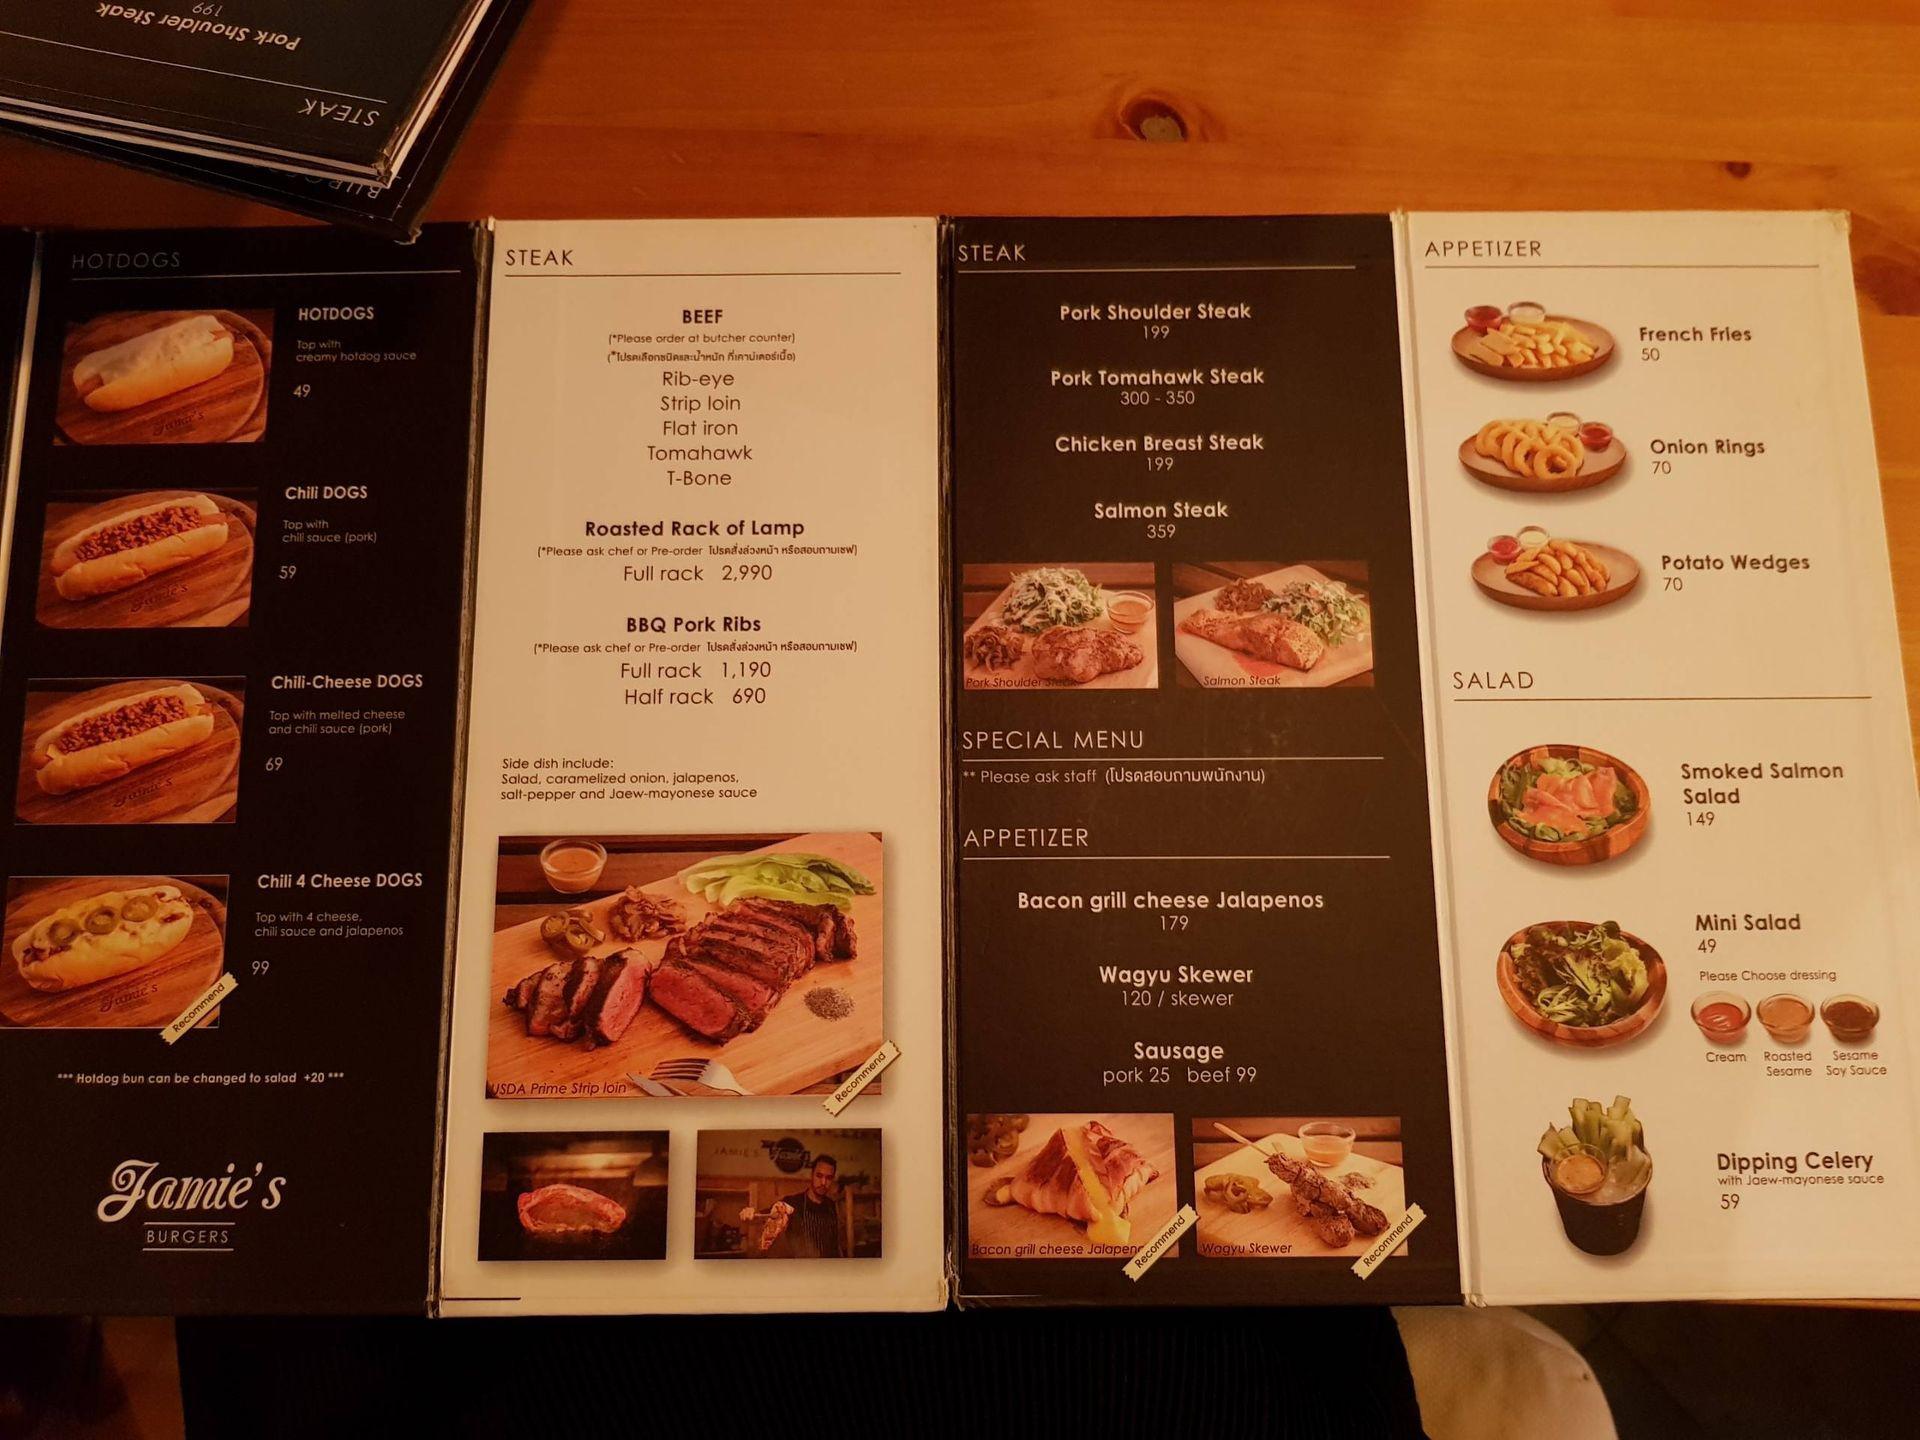 Pork Shoulder Steak
199
STEAK
HOTDOGS
HOTDOGS
Top with
creamy hotdog sauce
49
Chili DOGS
Top with
chili sauce (pork)
59
Chili-Cheese DOGS
Top with melted cheese
and chili sauce (pork)
69
Chili 4 Cheese DOGS
Top with 4 cheese,
chili sauce and jalapenos
99
Recommend
*** Hotdog bun can be changed to salad +20 ***
Jamie's
BURGERS
STEAK
BEEF
(*Please order at butcher counter)
(*โปรดเลือกชนิดและน้ำหนัก ที่เคาน์เตอร์เนื้อ)
Rib-eye
Strip loin
Flat iron
Tomahawk
T-Bone
Roasted Rack of Lamp
(*Please ask chef or Pre-order โปรดสั่งล่วงหน้า หรือสอบถามเชฟ)
Full rack 2,990
BBQ Pork Ribs
(*Please ask chef or Pre-order โปรดสั่งล่วงหน้า หรือสอบถามเชฟ)
Full rack 1,190
Half rack 690
Side dish include:
Salad, caramelized onion, jalapenos,
salt-pepper and Jaew-mayonese sauce
USDA Prime Strip loin
Recommend
STEAK
Pork Shoulder Steak
199
Pork Tomahawk Steak
300 - 350
Chicken Breast Steak
199
Salmon Steak
359
Pork Shoulder Steak
Salmon Steak
SPECIAL MENU
** Please ask staff (โปรดสอบถามพนักงาน)
APPETIZER
Bacon grill cheese Jalapenos
179
Wagyu Skewer
120 / skewer
Sausage
pork 25 beef 99
Bacon grill cheese Jalapen
Recommend
Wagyu Skewer
Recommend
APPETIZER
French Fries
50
Onion Rings
70
Potato Wedges
70
SALAD
Smoked Salmon
Salad
149
Mini Salad
49
Please Choose dressing
Cream
Roasted
Sesame
Sesame
Soy Sauce
Dipping Celery
with Jaew-mayonese sauce
59